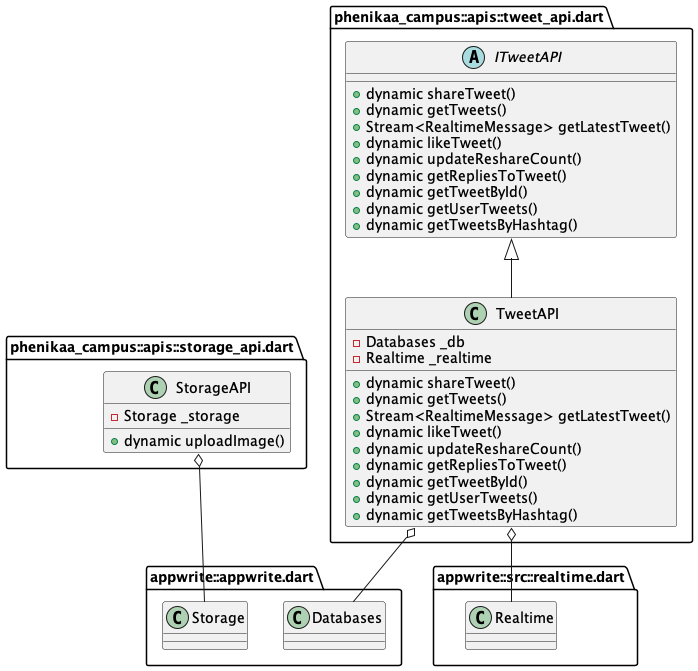 phenikaa_campus::apis::tweet_api.dart
A ITweetAPI
dynamic shareTweet()
dynamic getTweets()
Stream<RealtimeMessage> getLatestTweet()
dynamic likeTweet()
dynamic updateReshareCount()
dynamic getRepliesToTweet()
dynamic getTweetById()
dynamic getUserTweets()
dynamic getTweetsByHashtag()
C TweetAPI
Databases _db
Realtime _realtime
dynamic shareTweet()
dynamic getTweets()
Stream<RealtimeMessage> getLatestTweet()
dynamic likeTweet()
dynamic updateReshareCount()
dynamic getRepliesToTweet()
dynamic getTweetById()
dynamic getUserTweets()
dynamic getTweetsByHashtag()
phenikaa_campus::apis::storage_api.dart
C StorageAPI
Storage _storage
dynamic uploadImage()
appwrite::appwrite.dart
C Storage
C Databases
appwrite::src::realtime.dart
C Realtime